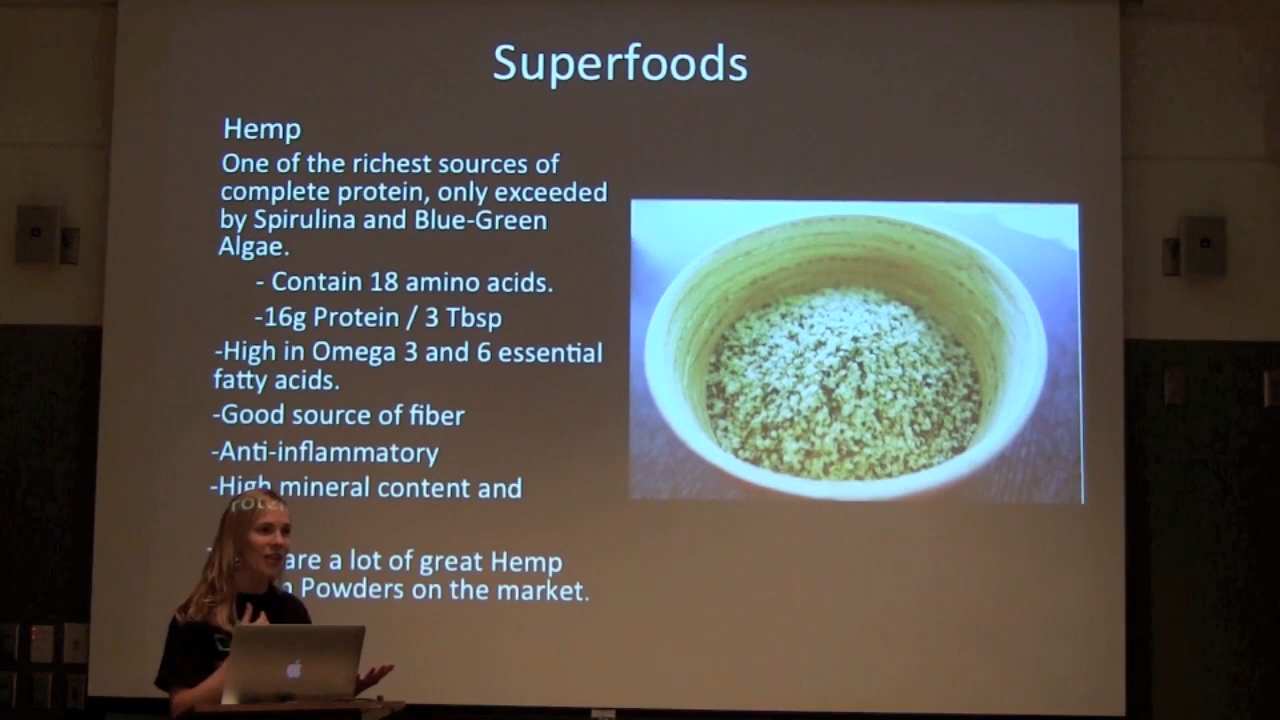 Superfoods
Hemp
One of the richest sources of
complete protein, only exceeded
by Spirulina and Blue-Green
Algae.
- Contain 18 amino acids.
-16g Protein / 3 Tbsp
-High in Omega 3 and 6 essential
fatty acids.
-Good source of fiber
-Anti-inflammatory
-High mineral content and
are a lot of great Hemp
Powders on the market.